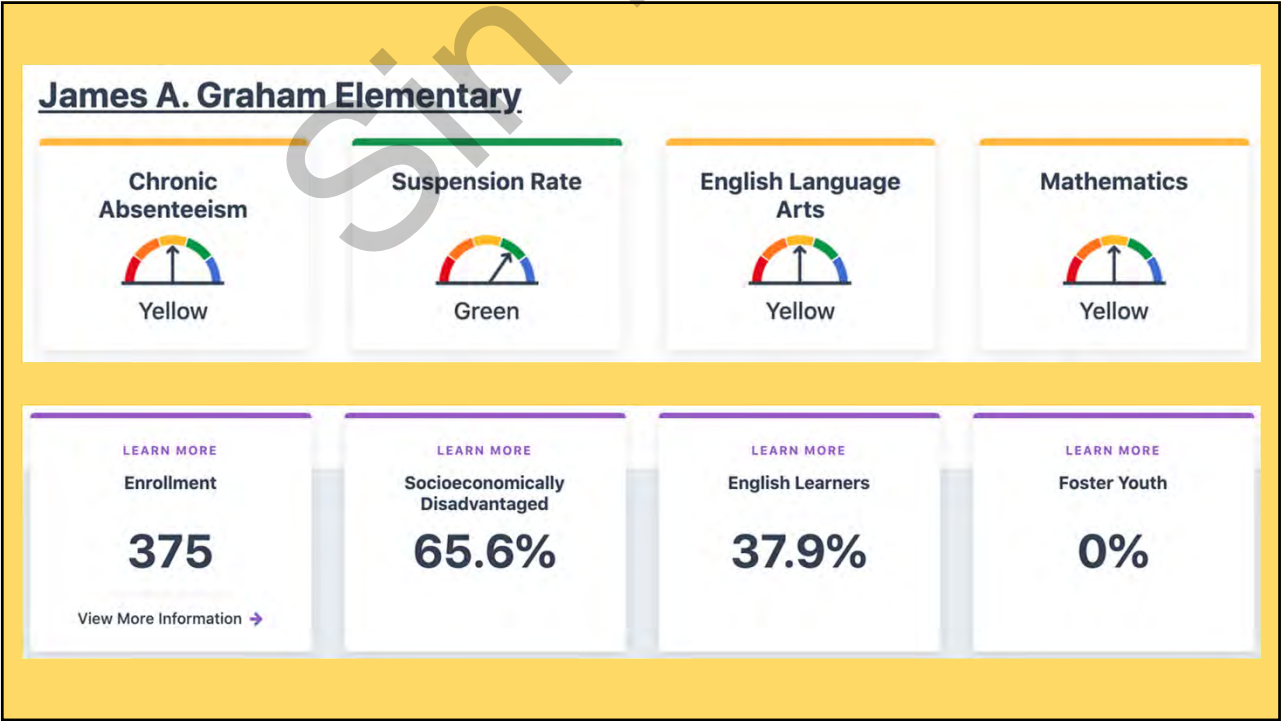 James A. Graham Elementary
Chronic
Absenteeism
Yellow
Suspension Rate
Green
English Language
Arts
Yellow
Mathematics
Yellow
LEARN MORE
Enrollment
375
View More Information
LEARN MORE
Socioeconomically
Disadvantaged
65.6%
LEARN MORE
English Learners
37.9%
LEARN MORE
Foster Youth
0%
Sin